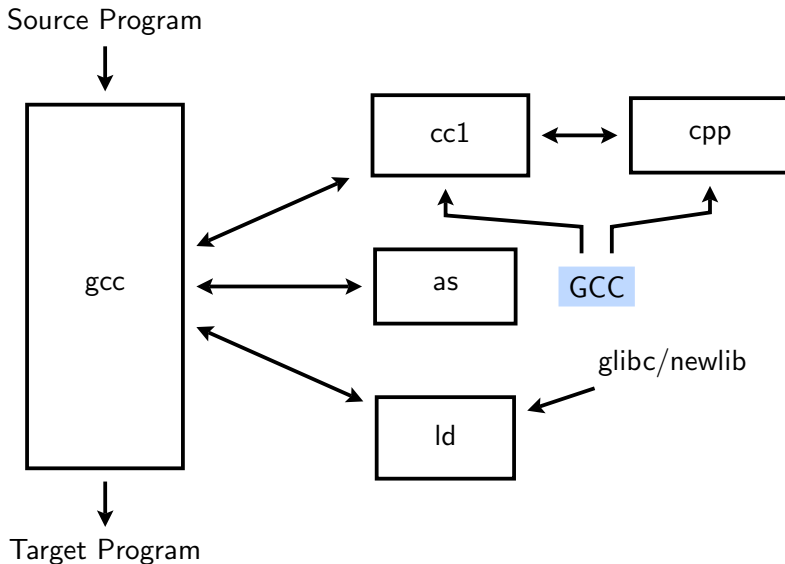 Source Program
cc1
cpp
gcc
as
GCC
glibc/newlib
ld
Target Program